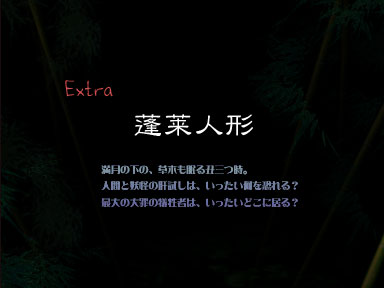 Extra
蓬莱人形
満月の下の、草木も眠る丑三つ時。
人間と妖怪の肝試しは、いったい何を恐れる？
最大の大罪の犠牲者は、いったいどこに居る？